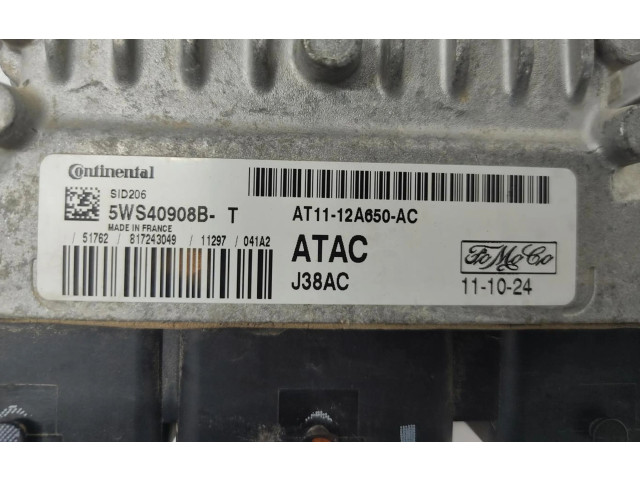 Continental
SID206
5WS40908B- T
MADE IN FRANCE
/ 51762 / 817243049 / 11297 / 041A2
AT11-12A650-AC
ATAC
J38AC
FoMoCo
11-10-24